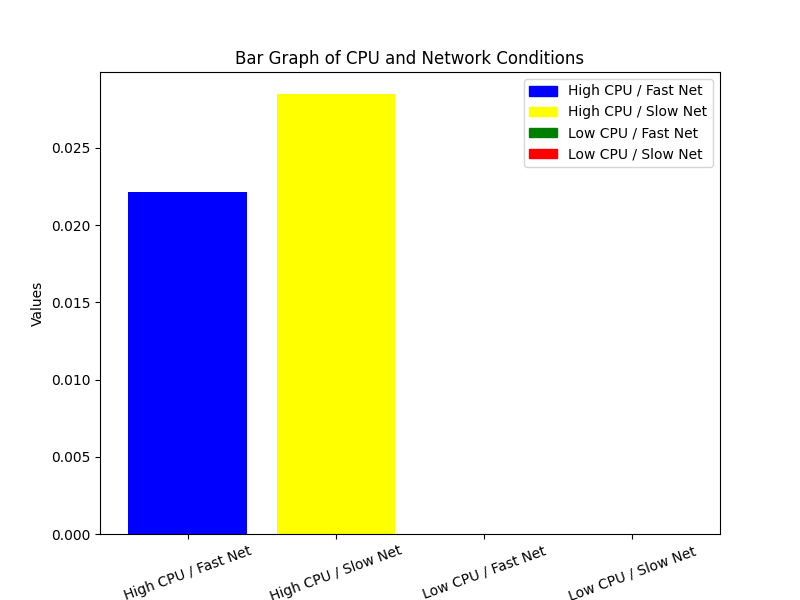 Bar Graph of CPU and Network Conditions
High CPU / Fast Net
High CPU / Slow Net
Low CPU / Fast Net
Low CPU / Slow Net
Values
0.025
0.020
0.015
0.010
0.005
0.000
High CPU / Fast Net
High CPU / Slow Net
Low CPU / Fast Net
Low CPU / Slow Net